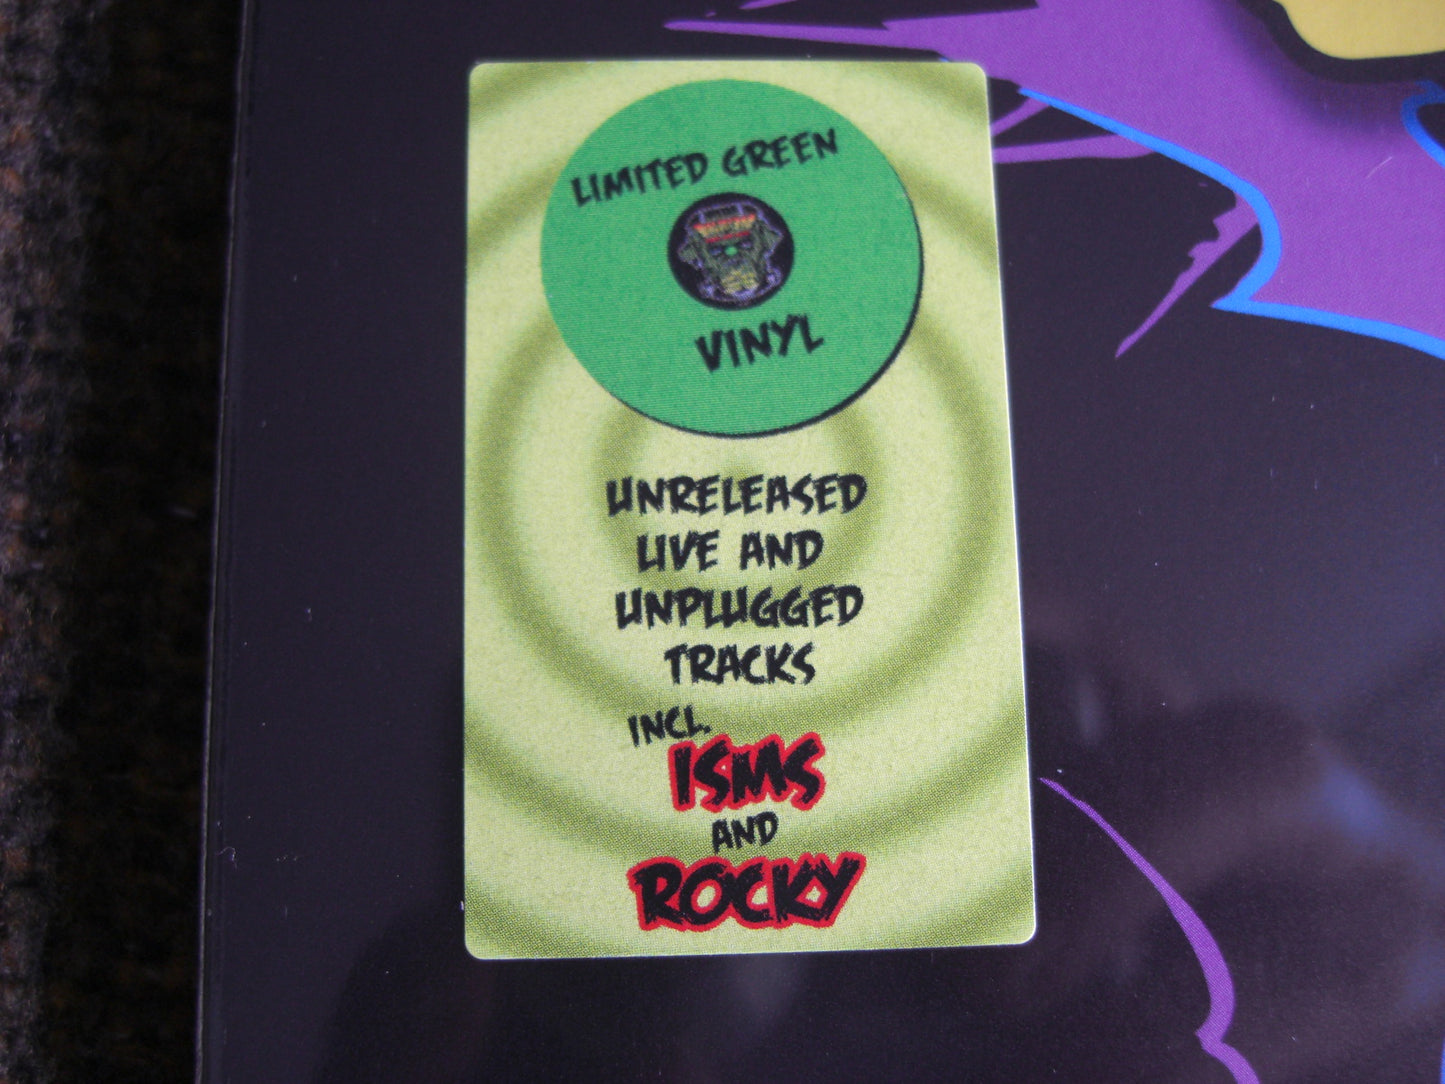 LIMITED GREEN
VINYL
UNRELEASED
LIVE AND
UNPLUGGED
TRACKS
INCL.
ISMS
AND
ROCKY